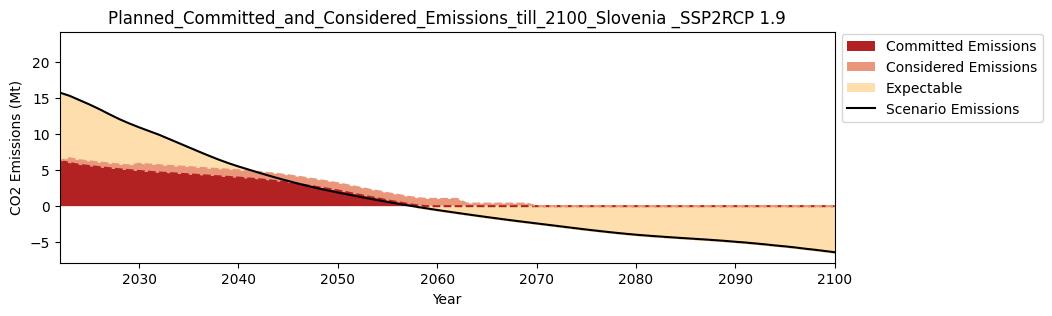 Planned_Committed_and_Considered_Emissions_till_2100_Slovenia _SSP2RCP 1.9
Committed Emissions
Considered Emissions
Expectable
Scenario Emissions
CO2 Emissions (Mt)
20
15
10
5
0
−5
2030
2040
2050
2060
2070
2080
2090
2100
Year